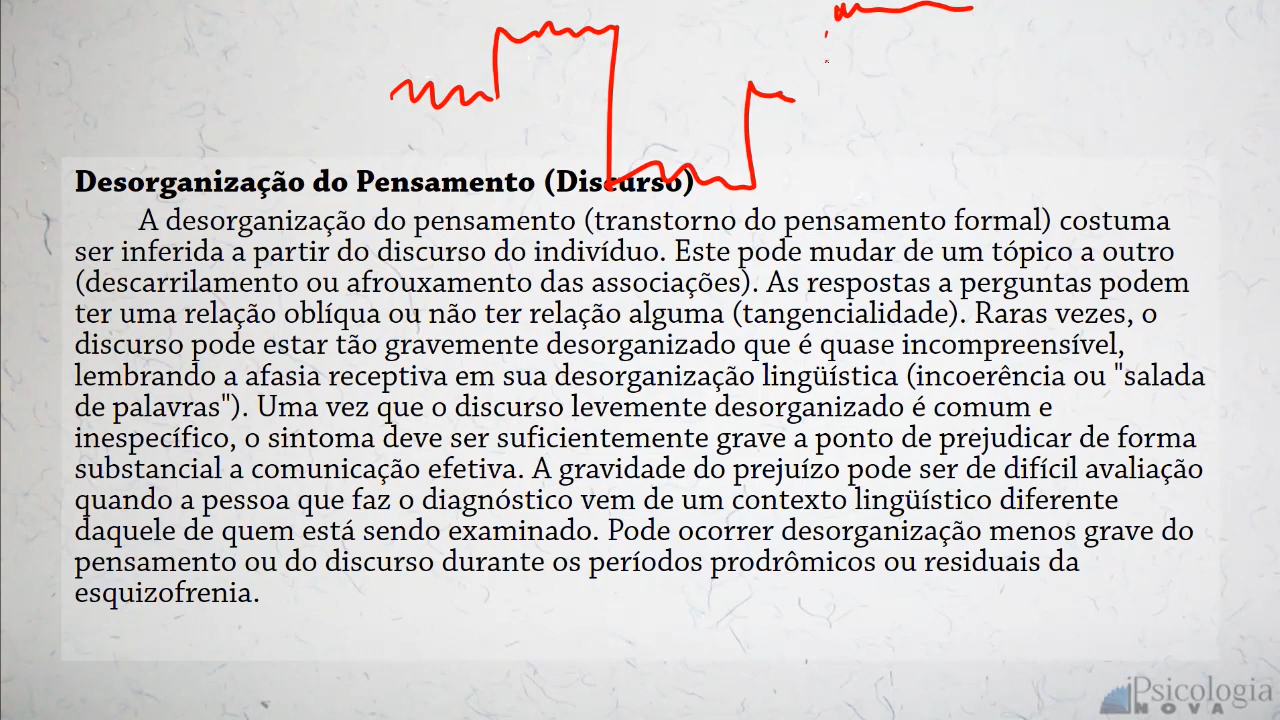 Desorganização do Pensamento (Discurso)
A desorganização do pensamento (transtorno do pensamento formal) costuma
ser inferida a partir do discurso do indivíduo. Este pode mudar de um tópico a outro
(descarrilamento ou afrouxamento das associações). As respostas a perguntas podem
ter uma relação oblíqua ou não ter relação alguma (tangencialidade). Raras vezes, o
discurso pode estar tão gravemente desorganizado que é quase incompreensível,
lembrando a afasia receptiva em sua desorganização lingüística (incoerência ou "salada
de palavras"). Uma vez que o discurso levemente desorganizado é comum e
inespecífico, o sintoma deve ser suficientemente grave a ponto de prejudicar de forma
substancial a comunicação efetiva. A gravidade do prejuízo pode ser de difícil avaliação
quando a pessoa que faz o diagnóstico vem de um contexto lingüístico diferente
daquele de quem está sendo examinado. Pode ocorrer desorganização menos grave do
pensamento ou do discurso durante os períodos prodrômicos ou residuais da
esquizofrenia.
Psicologia
NOVA